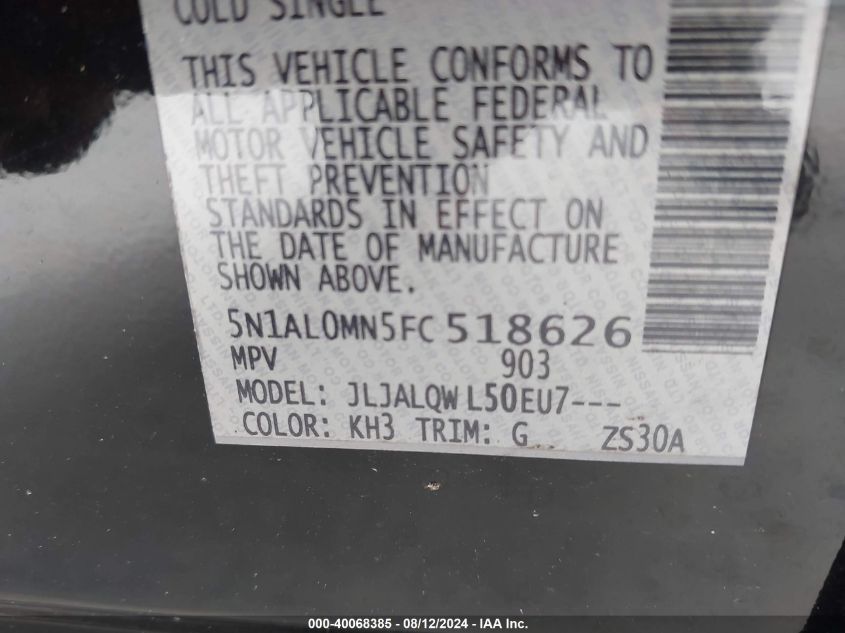 COLD SINGLE
THIS VEHICLE CONFORMS TO
ALL APPLICABLE FEDERAL
MOTOR VEHICLE SAFETY AND
THEFT PREVENTION
STANDARDS IN EFFECT ON
THE DATE OF MANUFACTURE
SHOWN ABOVE.
5N1AL0MN5FC518626
MPV 903
MODEL: JLJALQWL50EU7---
COLOR: KH3 TRIM: G ZS30A
000-40068385 - 08/12/2024 - IAA Inc.